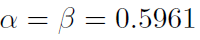 α = β = 0.5961